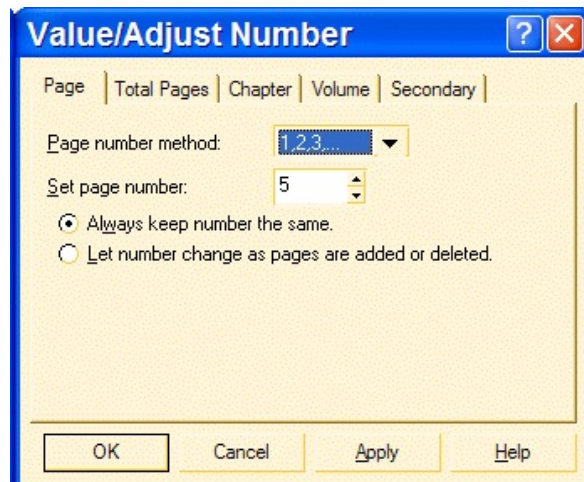 Value/Adjust Number ?
Page Total Pages Chapter Volume Secondary
Page number method: 1,2,3,...
Set page number: 5
Always keep number the same.
Let number change as pages are added or deleted.
OK Cancel Apply Help